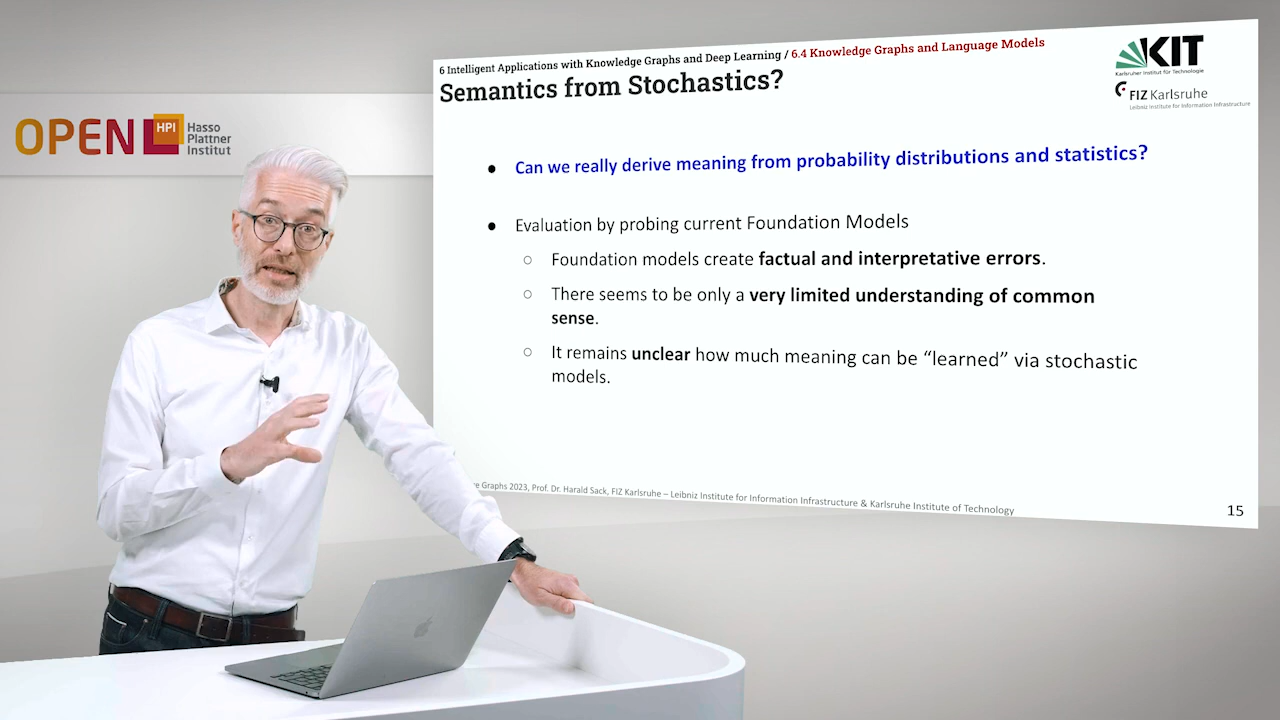 OPEN HPI Hasso
Plattner
Institut
6 Intelligent Applications with Knowledge Graphs and Deep Learning / 6.4 Knowledge Graphs and Language Models
Semantics from Stochastics?
KIT
Karlsruher Institut für Technologie
FIZ Karlsruhe
Leibniz Institute for Information Infrastructure
● Can we really derive meaning from probability distributions and statistics?
● Evaluation by probing current Foundation Models
○ Foundation models create factual and interpretative errors.
○ There seems to be only a very limited understanding of common
sense.
○ It remains unclear how much meaning can be “learned” via stochastic
models.
Graphs 2023, Prof. Dr. Harald Sack, FIZ Karlsruhe – Leibniz Institute for Information Infrastructure & Karlsruhe Institute of Technology
15